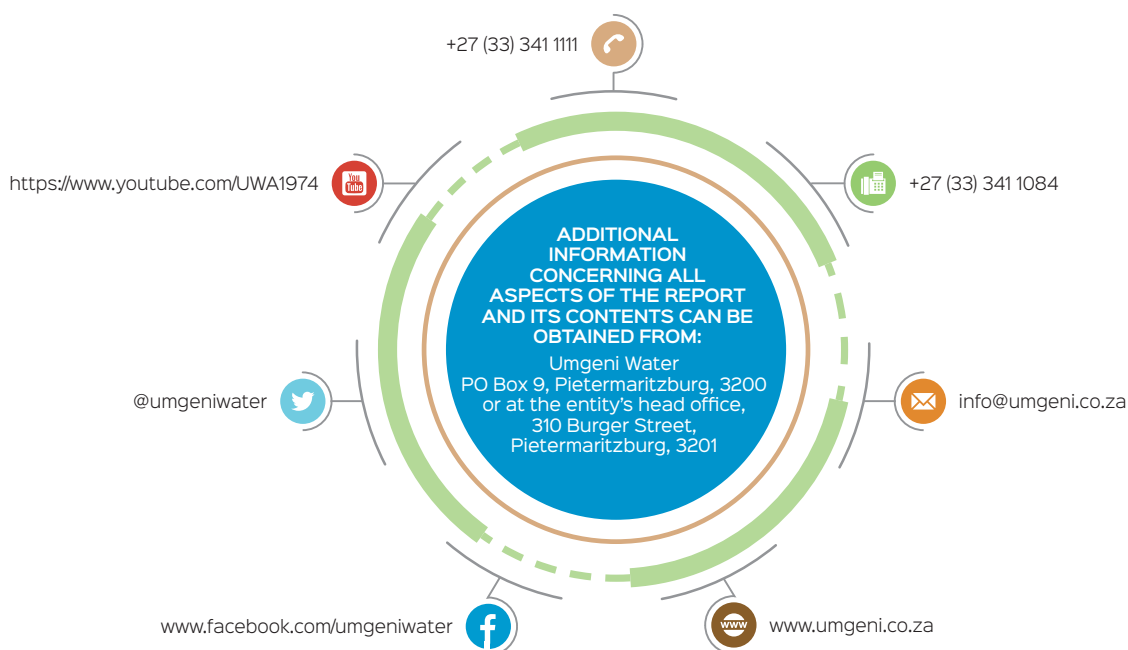 +27 (33) 341 1111
https://www.youtube.com/UWA1974
You
Tube
+27 (33) 341 1084
ADDITIONAL
INFORMATION
CONCERNING ALL
ASPECTS OF THE REPORT
AND ITS CONTENTS CAN BE
OBTAINED FROM:
Umgeni Water
PO Box 9, Pietermaritzburg, 3200
or at the entity's head office,
310 Burger Street,
Pietermaritzburg, 3201
@umgeniwater
info@umgeni.co.za
www.facebook.com/umgeniwater
f
www
www.umgeni.co.za